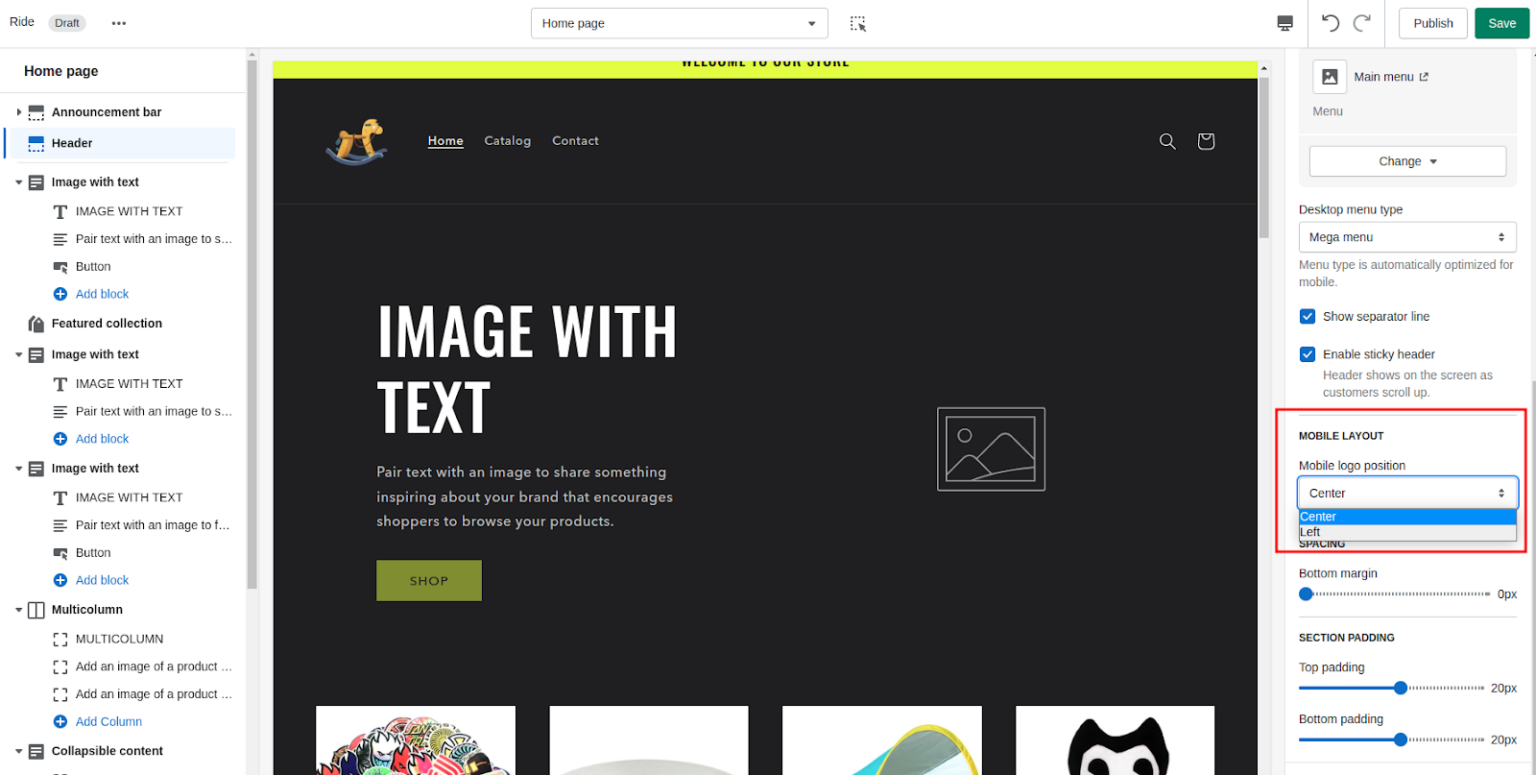 Ride Draft ... Home page Publish Save
Home page
Announcement bar
Header
Image with text
IMAGE WITH TEXT
Pair text with an image to s...
Button
Add block
Featured collection
Image with text
IMAGE WITH TEXT
Pair text with an image to s...
Add block
Image with text
IMAGE WITH TEXT
Pair text with an image to f...
Button
Add block
Multicolumn
MULTICOLUMN
Add an image of a product ...
Add an image of a product ...
Add Column
Collapsible content
WELCOME TO OUR STORE
Home Catalog Contact
IMAGE WITH
TEXT
Pair text with an image to share something
inspiring about your brand that encourages
shoppers to browse your products.
SHOP
Main menu
Menu
Change
Desktop menu type
Mega menu
Menu type is automatically optimized for
mobile.
Show separator line
Enable sticky header
Header shows on the screen as
customers scroll up.
MOBILE LAYOUT
Mobile logo position
Center
Center
Left
SPACING
Bottom margin
0px
SECTION PADDING
Top padding
20px
Bottom padding
20px